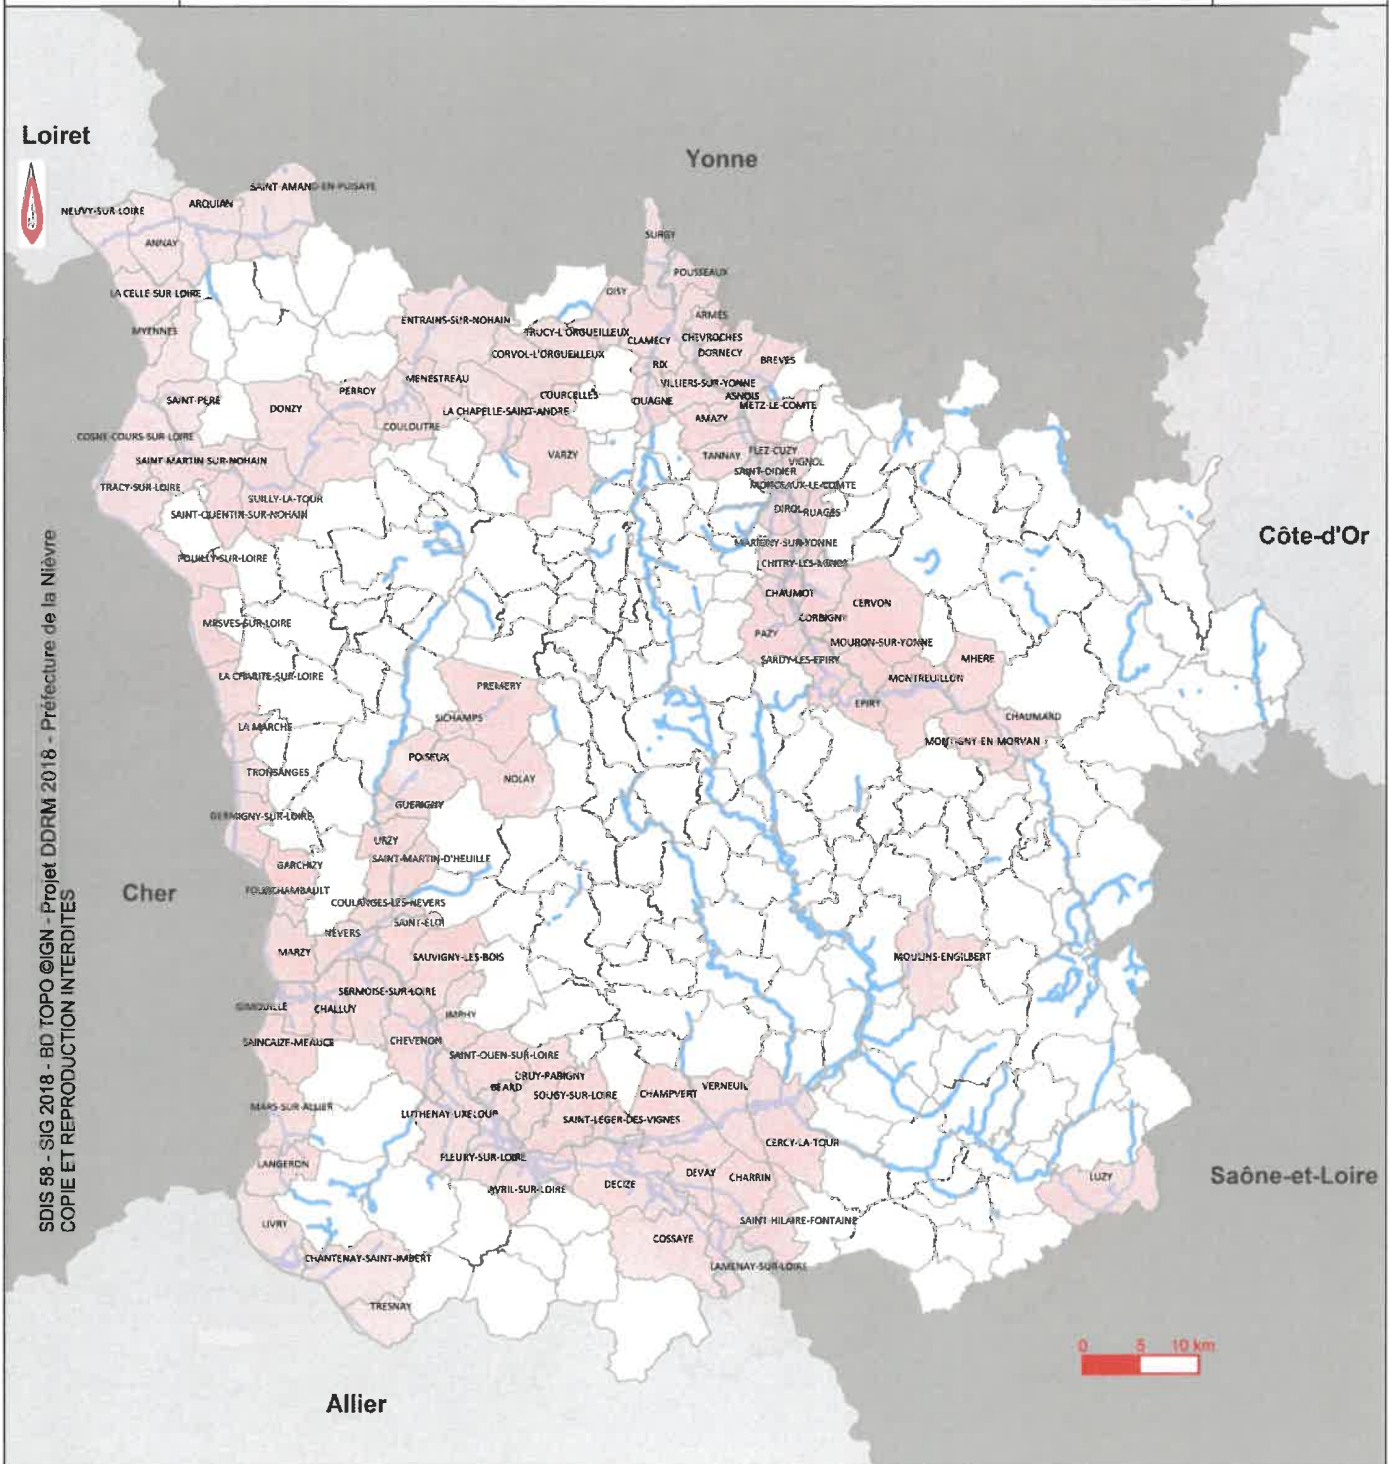 Loiret
Yonne
SAINT-AMAND-EN-PUISAYE
ARQUIAN
NEUVY-SUR-LOIRE
SURGY
ANNAY
POUSSEAUX
LA CELLE-SUR-LOIRE
OISY
ARMES
ENTRAINS-SUR-NOHAIN
MYENNES
TRUCY-L'ORGUEILLEUX
CLAMECY
CHEVROCHES
CORVOL-L'ORGUEILLEUX
DORNECY
BREVES
RIX
MENESTREAU
VILLIERS-SUR-YONNE
PERROY
COURCELLES
ASNOIS
SAINT-PERE
OUAGNE
METZ-LE-COMTE
DONZY
LA CHAPELLE-SAINT-ANDRE
AMAZY
COULOUTRE
COSNE-COURS-SUR-LOIRE
VARZY
TANNAY
FLEZ-CUZY
SAINT-MARTIN-SUR-NOHAIN
VIGNOL
SAINT-DIDIER
TRACY-SUR-LOIRE
MONCEAUX-LE-COMTE
SUILLY-LA-TOUR
SAINT-QUENTIN-SUR-NOHAIN
DIROL
RUAGES
Côte-d'Or
MARIGNY-SUR-YONNE
POUILLY-SUR-LOIRE
CHITRY-LES-MINES
CHAUMOT
CERVON
MESVES-SUR-LOIRE
CORBIGNY
PAZY
MOURON-SUR-YONNE
SARDY-LES-EPIRY
MHERE
LA CHARITE-SUR-LOIRE
MONTREUILLON
PREMERY
EPIRY
SICHAMPS
CHAUMARD
LA MARCHE
MONTIGNY-EN-MORVAN
POISEUX
TRONSANGES
NOLAY
GUERIGNY
GERMIGNY-SUR-LOIRE
URZY
SAINT-MARTIN-D'HEUILLE
GARCHIZY
Cher
FOURCHAMBAULT
COULANGES-LES-NEVERS
SAINT-ELOI
NEVERS
MARZY
SAUVIGNY-LES-BOIS
MOULINS-ENGILBERT
SERMOISE-SUR-LOIRE
GIMOUILLE
CHALLUY
IMPHY
SAINCAIZE-MEAUCE
CHEVENON
SAINT-OUEN-SUR-LOIRE
DRUY-PARIGNY
BEARD
VERNEUIL
SOUGY-SUR-LOIRE
CHAMPVERT
MARS-SUR-ALLIER
LUTHENAY-UXELOUP
SAINT-LEGER-DES-VIGNES
CERCY-LA-TOUR
FLEURY-SUR-LOIRE
LANGERON
DEVAY
CHARRIN
LUZY
Saône-et-Loire
DECIZE
AVRIL-SUR-LOIRE
LIVRY
SAINT-HILAIRE-FONTAINE
COSSAYE
CHANTENAY-SAINT-IMBERT
LAMENAY-SUR-LOIRE
TRESNAY
0 5 10 km
Allier
SDIS 58 - SIG 2018 - BD TOPO ©IGN - Projet DDRM 2018 - Préfecture de la Nièvre
COPIE ET REPRODUCTION INTERDITES